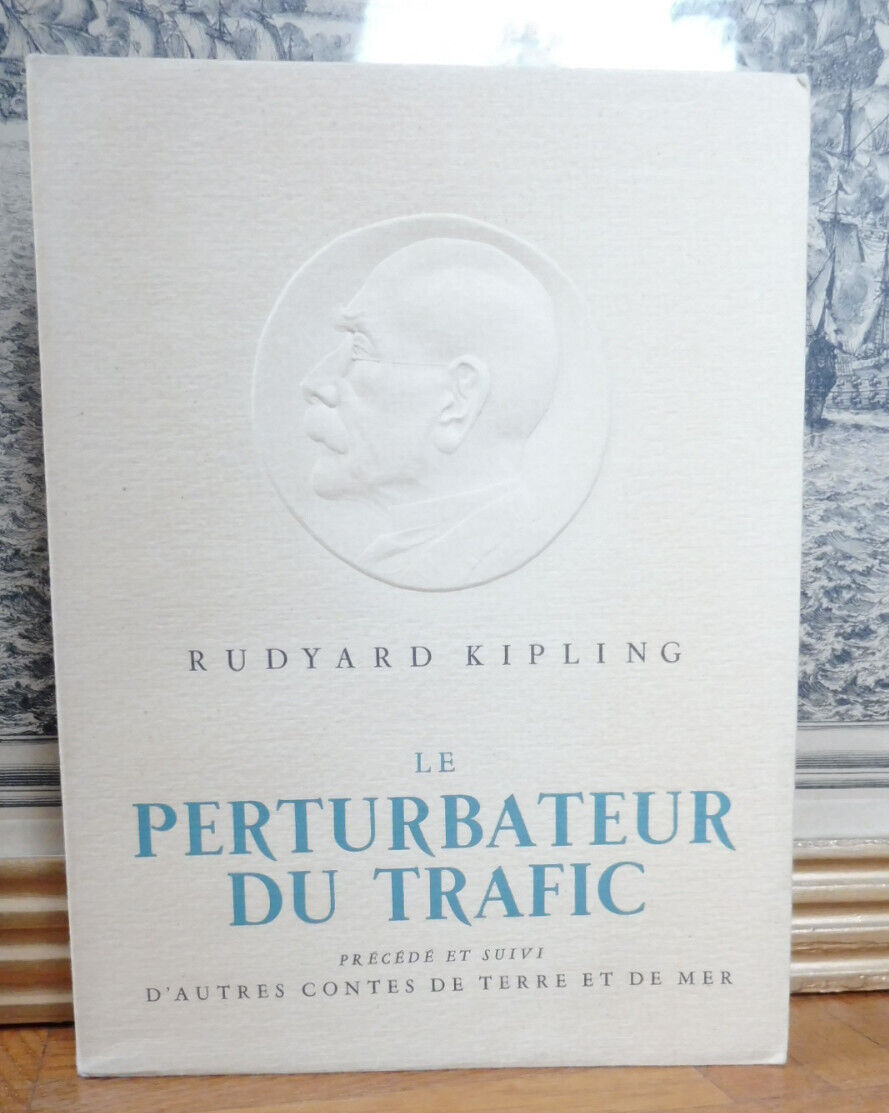 RUDYARD KIPLING
LE
PERTURBATEUR
DU TRAFIC
PRÉCÉDÉ ET SUIVI
D'AUTRES CONTES DE TERRE ET DE MER